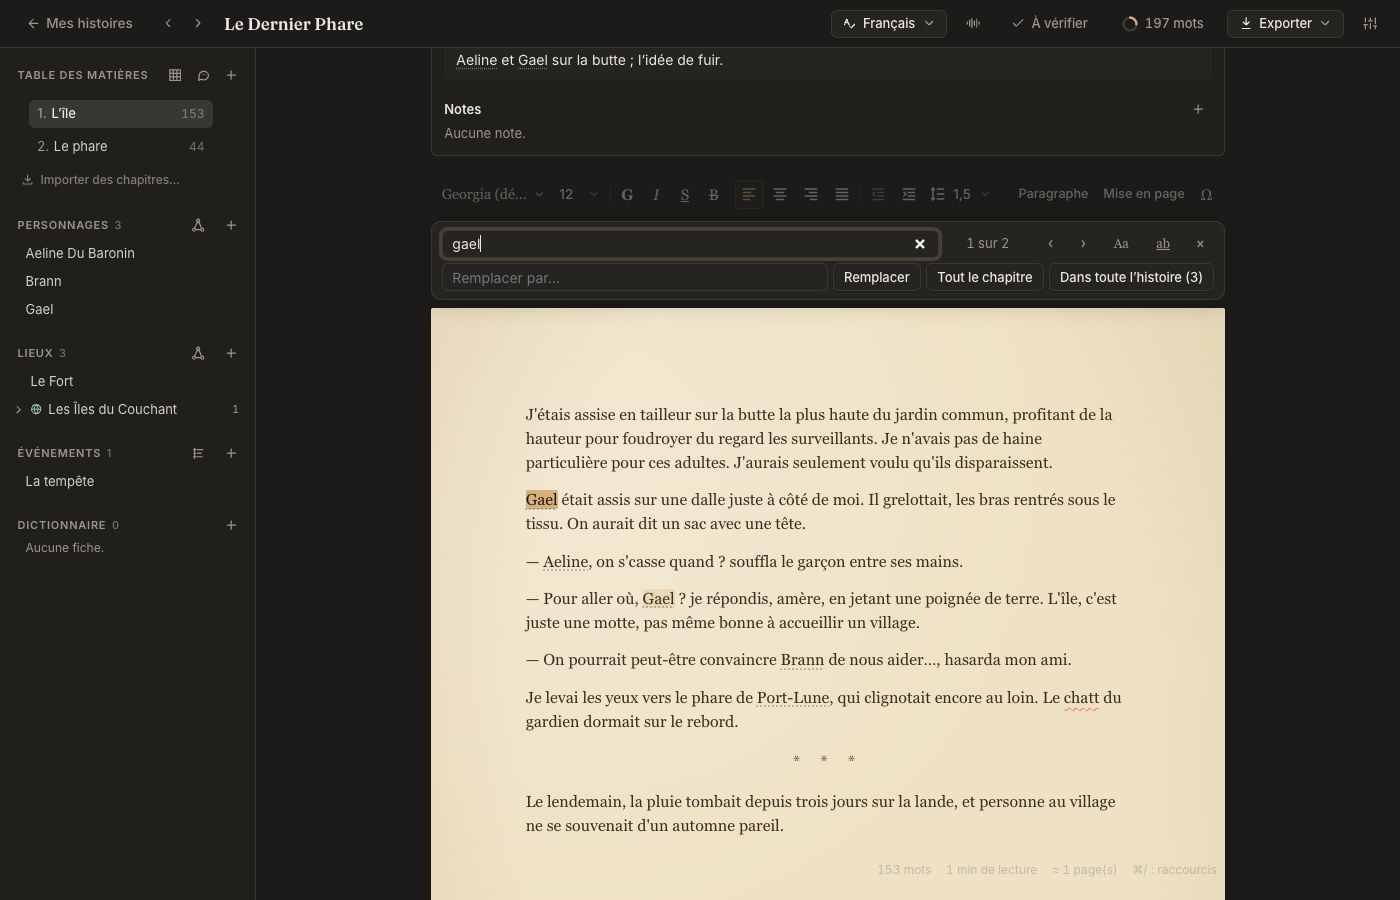 Mes histoires
Le Dernier Phare
Français
À vérifier
197 mots
Exporter
TABLE DES MATIÈRES
1. L'île 153
2. Le phare 44
Importer des chapitres...
PERSONNAGES 3
Aeline Du Baronin
Brann
Gael
LIEUX 3
Le Fort
Les Îles du Couchant 1
ÉVÉNEMENTS 1
La tempête
DICTIONNAIRE 0
Aucune fiche.
Aeline et Gael sur la butte ; l'idée de fuir.
Notes
Aucune note.
Georgia (dé... 12 G I S B 1,5 Paragraphe Mise en page Ω
gael 1 sur 2 Aa ab
Remplacer par... Remplacer Tout le chapitre Dans toute l'histoire (3)
J'étais assise en tailleur sur la butte la plus haute du jardin commun, profitant de la
hauteur pour foudroyer du regard les surveillants. Je n'avais pas de haine
particulière pour ces adultes. J'aurais seulement voulu qu'ils disparaissent.
Gael était assis sur une dalle juste à côté de moi. Il grelottait, les bras rentrés sous le
tissu. On aurait dit un sac avec une tête.
— Aeline, on s'casse quand ? souffla le garçon entre ses mains.
— Pour aller où, Gael ? je répondis, amère, en jetant une poignée de terre. L'île, c'est
juste une motte, pas même bonne à accueillir un village.
— On pourrait peut-être convaincre Brann de nous aider..., hasarda mon ami.
Je levai les yeux vers le phare de Port-Lune, qui clignotait encore au loin. Le chatt du
gardien dormait sur le rebord.
* * *
Le lendemain, la pluie tombait depuis trois jours sur la lande, et personne au village
ne se souvenait d'un automne pareil.
153 mots 1 min de lecture ≈ 1 page(s) ⌘/ : raccourcis